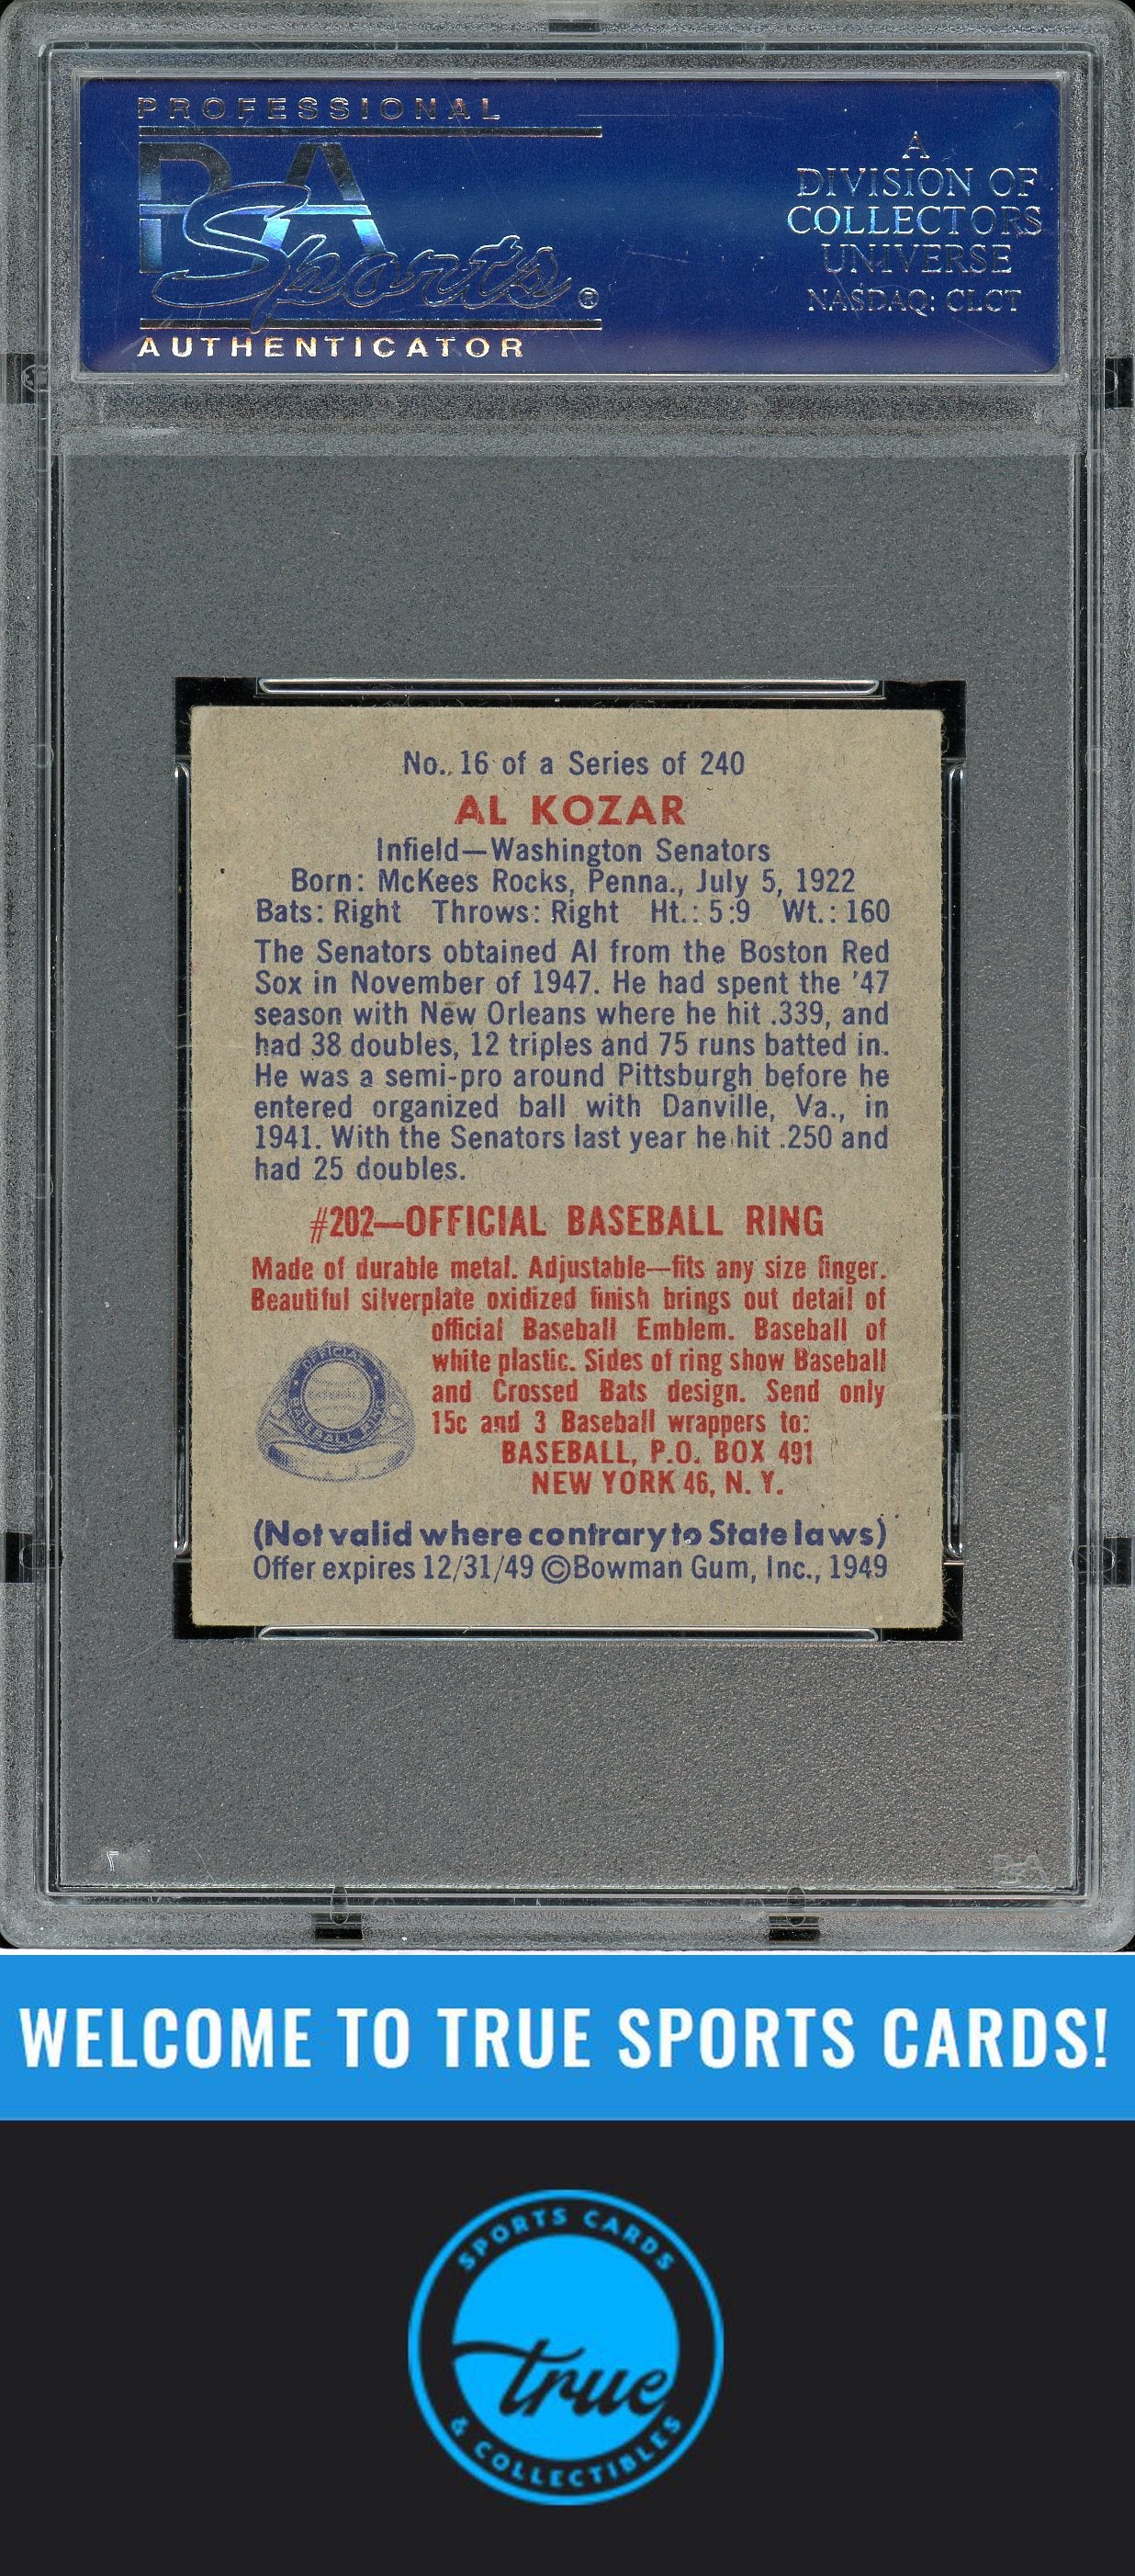 PROFESSIONAL
PSA
Sports®
AUTHENTICATOR
A
DIVISION OF
COLLECTORS
UNIVERSE
NASDAQ: CLCT
No. 16 of a Series of 240
AL KOZAR
Infield—Washington Senators
Born: McKees Rocks, Penna., July 5, 1922
Bats: Right Throws: Right Ht.: 5:9 Wt.: 160
The Senators obtained Al from the Boston Red
Sox in November of 1947. He had spent the '47
season with New Orleans where he hit .339, and
had 38 doubles, 12 triples and 75 runs batted in.
He was a semi-pro around Pittsburgh before he
entered organized ball with Danville, Va., in
1941. With the Senators last year he hit .250 and
had 25 doubles.
#202—OFFICIAL BASEBALL RING
Made of durable metal. Adjustable—fits any size finger.
Beautiful silverplate oxidized finish brings out detail of
official Baseball Emblem. Baseball of
white plastic. Sides of ring show Baseball
and Crossed Bats design. Send only
15c and 3 Baseball wrappers to:
BASEBALL, P.O. BOX 491
NEW YORK 46, N. Y.
OFFICIAL
BASEBALL RING
(Not valid where contrary to State laws)
Offer expires 12/31/49 ©Bowman Gum, Inc., 1949
PSA
WELCOME TO TRUE SPORTS CARDS!
SPORTS CARDS
true
& COLLECTIBLES